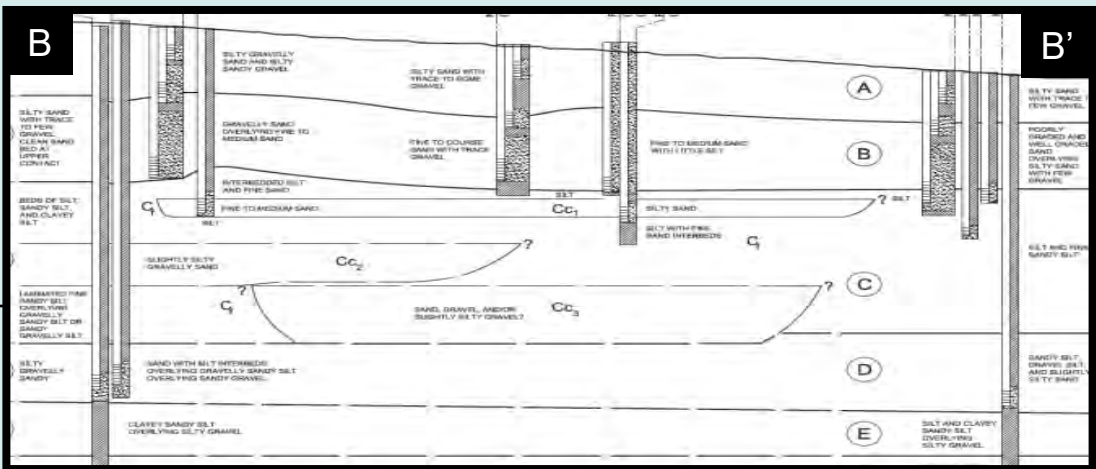 B
B'
SILTY GRAVELLY
SAND AND SILTY
SANDY GRAVEL
SILTY SAND WITH
TRACE TO SOME
GRAVEL
A
SILTY SAND
WITH TRACE
FEW GRAVEL
SILTY SAND
WITH TRACE
TO FEW
GRAVEL
CLEAN SAND
BED AT
UPPER
CONTACT
GRAVELLY SAND
OVERLYING FINE TO
MEDIUM SAND
FINE TO COURSE
SAND WITH TRACE
GRAVEL
FINE TO MEDIUM SAND
WITH LITTLE SILT
B
POORLY
GRADED AND
WELL GRADED
SAND
OVERLYING
SILTY SAND
WITH FEW
GRAVEL
BEDS OF SILT,
SANDY SILT,
AND CLAYEY
SILT
INTERBEDDED SILT
AND FINE SAND
SILT
Cf
FINE TO MEDIUM SAND
Cc1
SILTY SAND
? SILT
SILT
SILT WITH FINE
SAND INTERBEDS
Cf
SILT AND FINE
SANDY SILT
SLIGHTLY SILTY
GRAVELLY SAND
Cc2
?
C
LAMINATED FINE
SANDY SILT
OVERLYING
GRAVELLY
SANDY SILT OR
SANDY
GRAVELLY SILT
Cf
?
SAND, GRAVEL, AND/OR
SLIGHTLY SILTY GRAVEL?
Cc3
?
SILTY
GRAVELLY
SANDY
SAND WITH SILT INTERBEDS
OVERLYING GRAVELLY SANDY SILT
OVERLYING SANDY GRAVEL
D
SANDY SILT,
GRAVEL SILT,
AND SLIGHTLY
SILTY SAND
CLAYEY SANDY SILT
OVERLYING SILTY GRAVEL
E
SILT AND CLAYEY
SANDY SILT
OVERLYING
SILTY GRAVEL